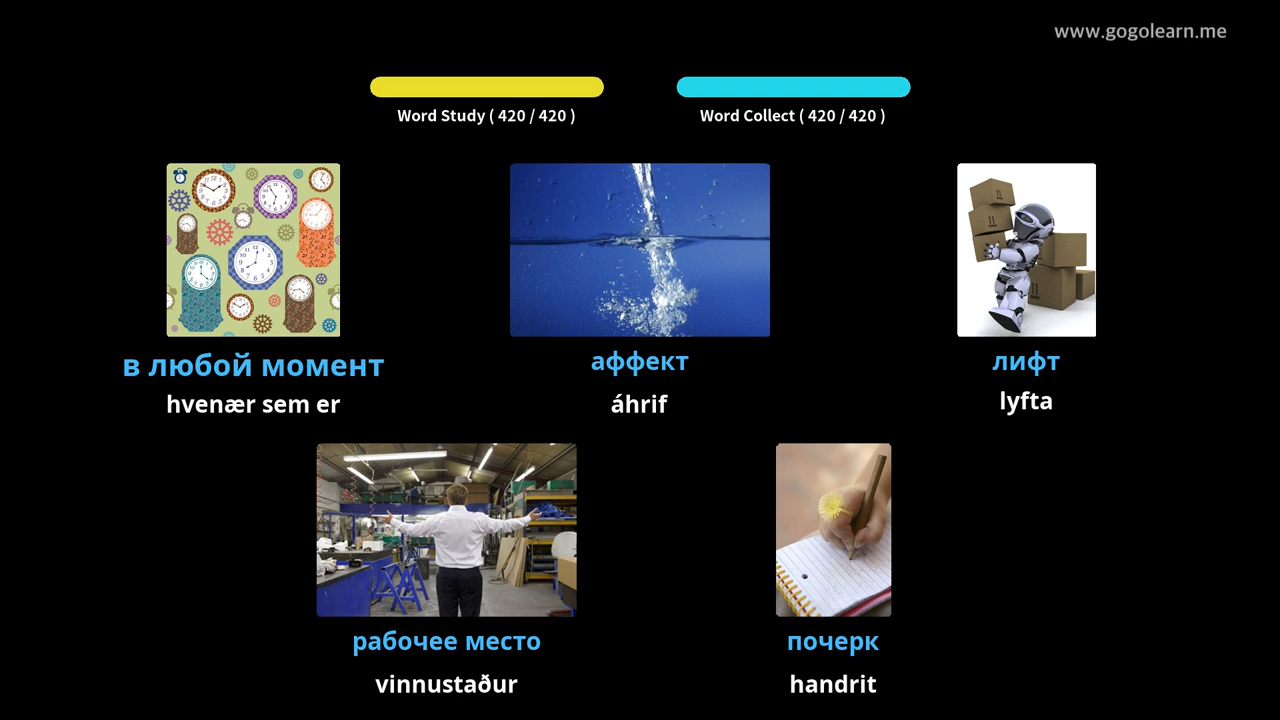 www.gogolearn.me
Word Study ( 420 / 420 )
Word Collect ( 420 / 420 )
в любой момент
hvenær sem er
аффект
áhrif
лифт
lyfta
рабочее место
vinnustaður
почерк
handrit